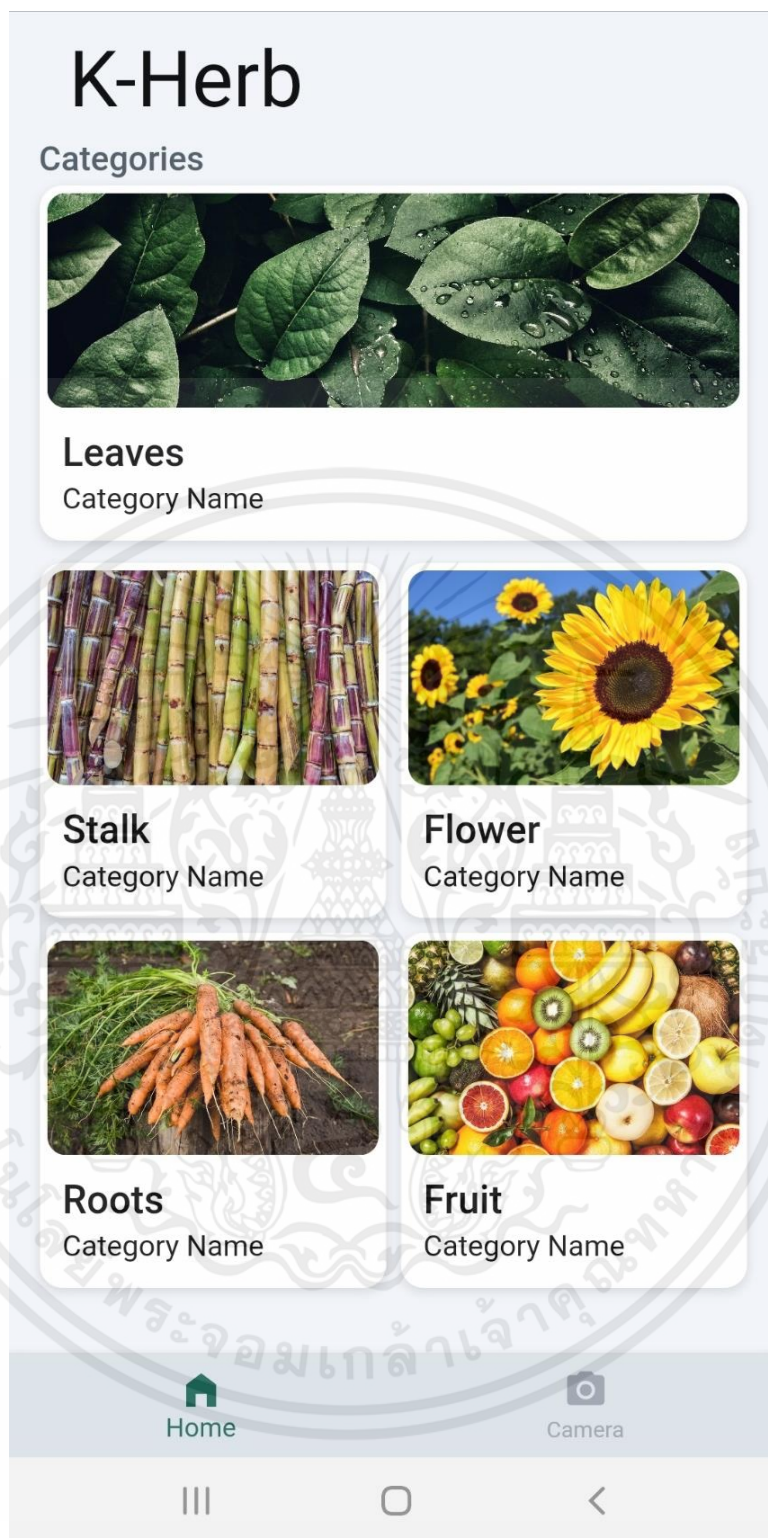 K-Herb
Categories
Leaves
Category Name
Stalk
Category Name
Flower
Category Name
Roots
Category Name
Fruit
Category Name
Home
Camera